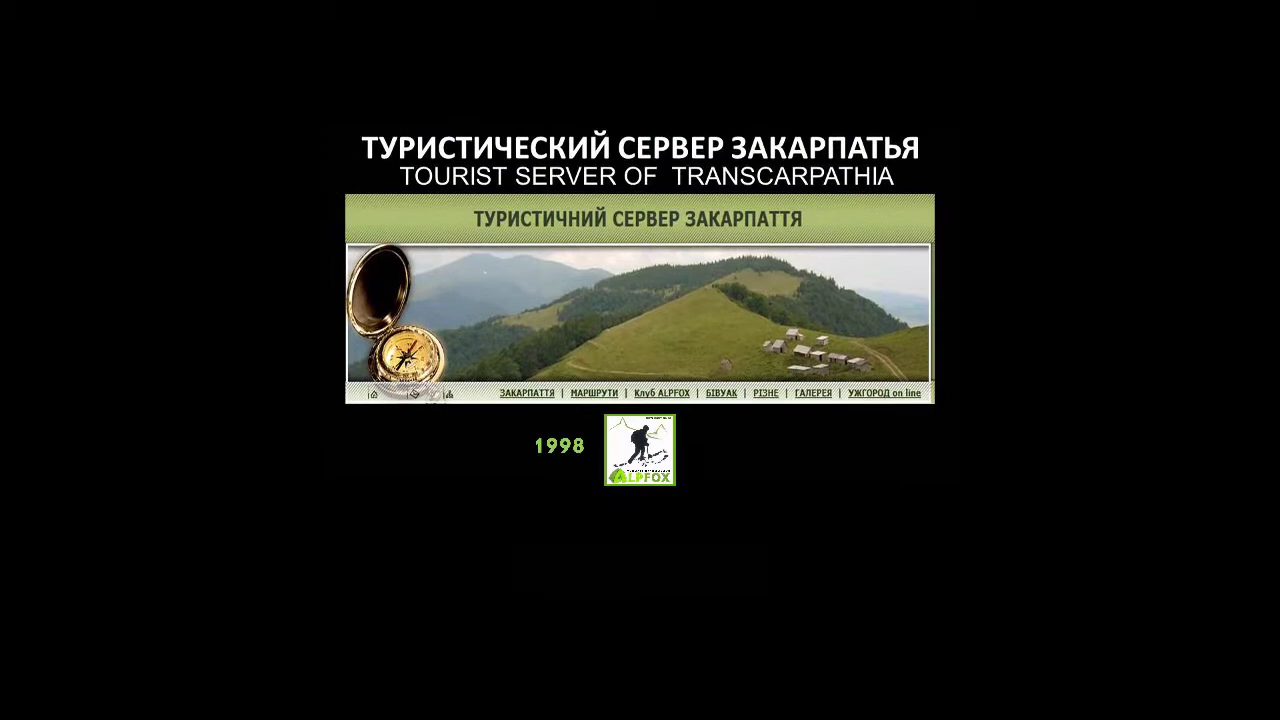 ТУРИСТИЧЕСКИЙ СЕРВЕР ЗАКАРПАТЬЯ
TOURIST SERVER OF TRANSCARPATHIA
ТУРИСТИЧНИЙ СЕРВЕР ЗАКАРПАТТЯ
ЗАКАРПАТТЯ | МАРШРУТИ | Клуб ALPFOX | БІВУАК | РІЗНЕ | ГАЛЕРЕЯ | УЖГОРОД on line
1998
ALPFOX